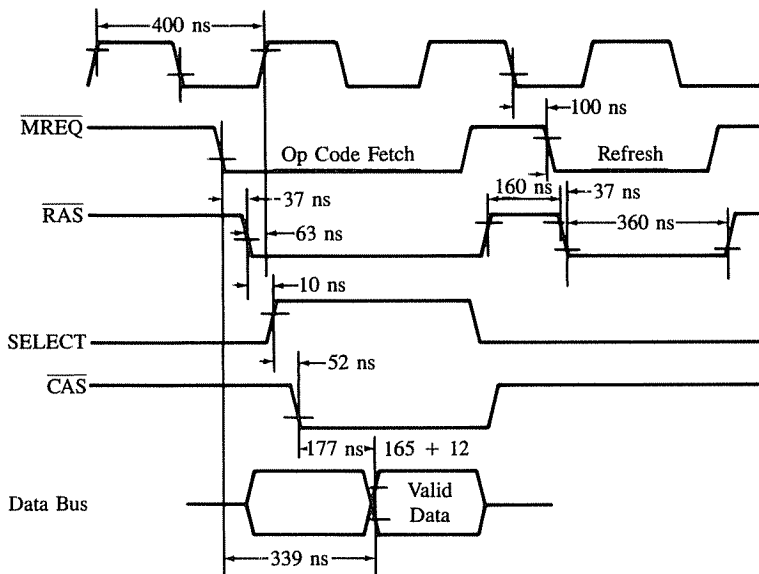 400 ns
100 ns
MREQ
Op Code Fetch
Refresh
37 ns
160 ns
37 ns
RAS
63 ns
360 ns
10 ns
SELECT
52 ns
CAS
177 ns
165 + 12
Data Bus
Valid
Data
339 ns